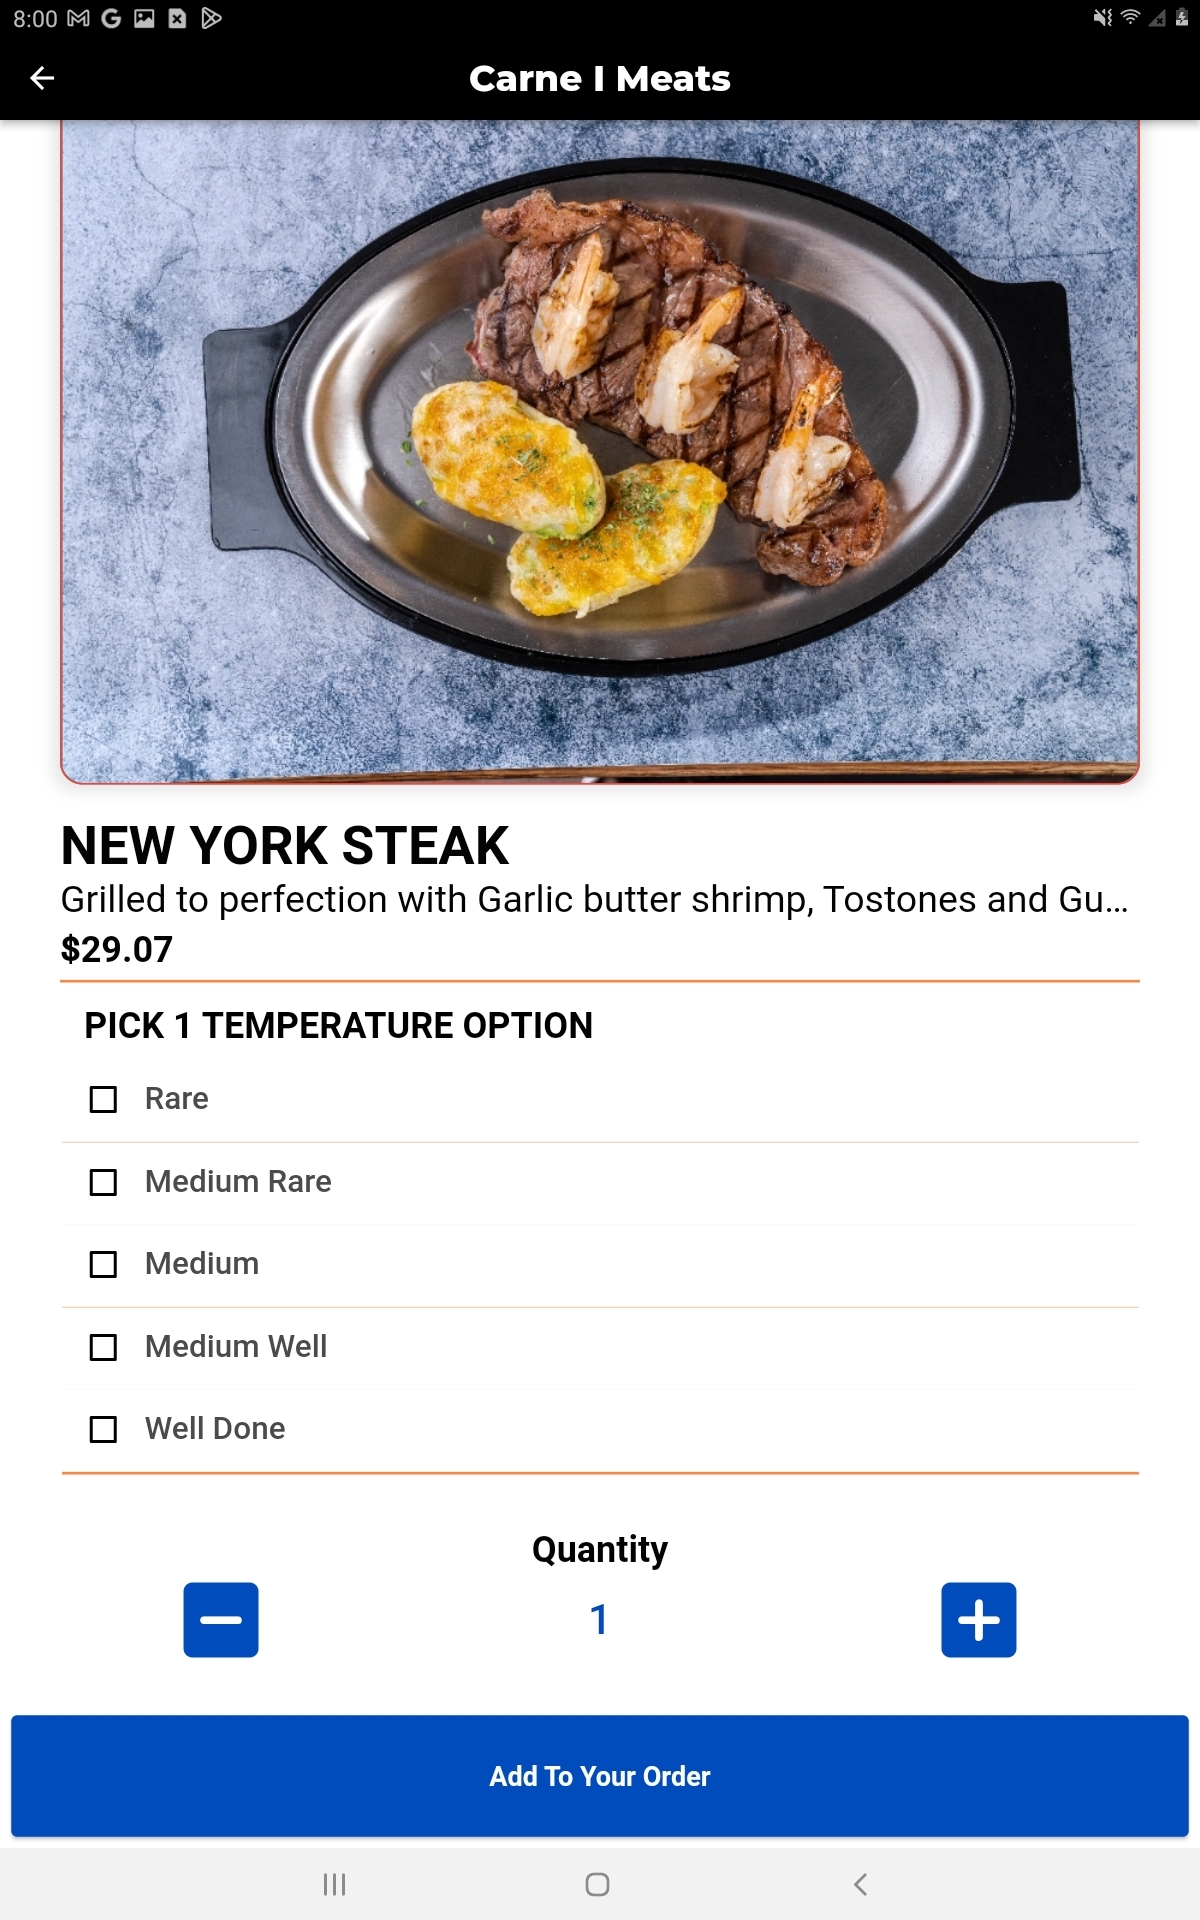 8:00
Carne I Meats
NEW YORK STEAK
Grilled to perfection with Garlic butter shrimp, Tostones and Gu...
$29.07
PICK 1 TEMPERATURE OPTION
Rare
Medium Rare
Medium
Medium Well
Well Done
Quantity
1
Add To Your Order